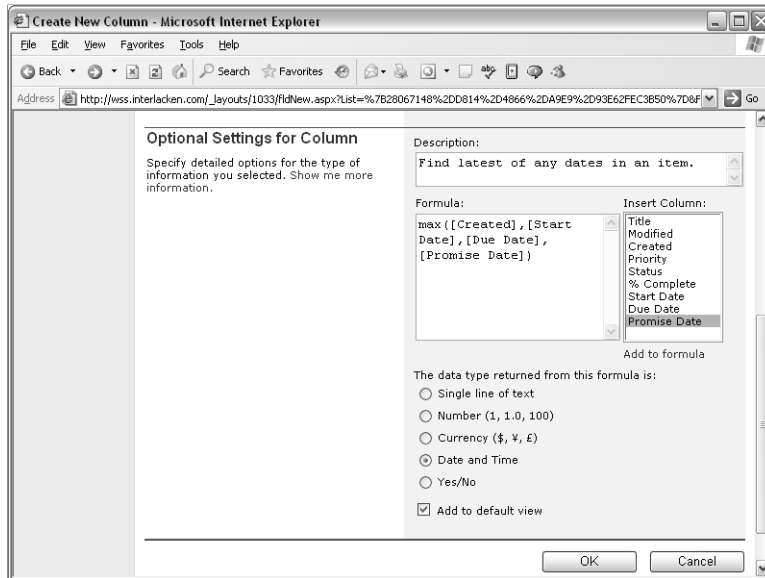 Create New Column - Microsoft Internet Explorer
File Edit View Favorites Tools Help
Back Search Favorites
Address http://wss.interlacken.com/_layouts/1033/fldNew.aspx?List=%7B28067148%2DD814%2D4866%2DA9E9%2D93E62FEC3B50%7D&F Go
Optional Settings for Column
Specify detailed options for the type of
information you selected. Show me more
information.
Description:
Find latest of any dates in an item.
Formula:
max([Created],[Start
Date],[Due Date],
[Promise Date])
Insert Column:
Title
Modified
Created
Priority
Status
% Complete
Start Date
Due Date
Promise Date
Add to formula
The data type returned from this formula is:
Single line of text
Number (1, 1.0, 100)
Currency ($, ¥, £)
Date and Time
Yes/No
Add to default view
OK Cancel